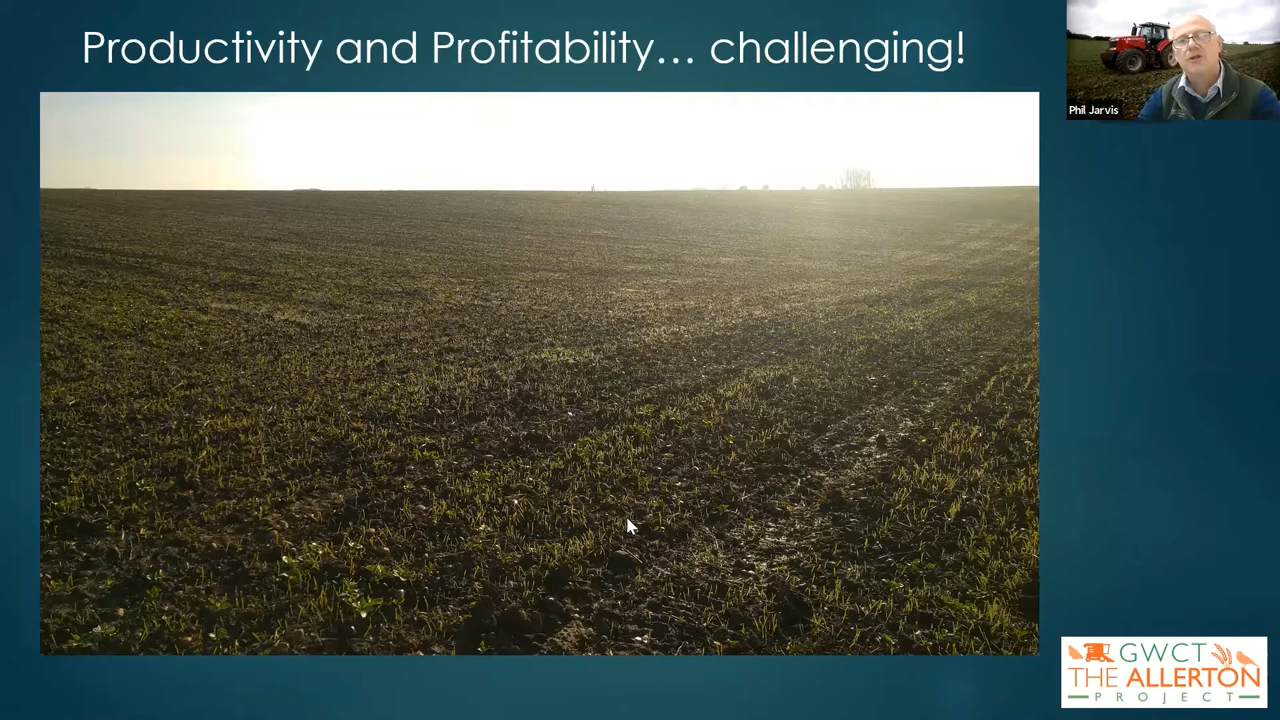 Productivity and Profitability… challenging!
Phil Jarvis
GWCT
THE ALLERTON
PROJECT